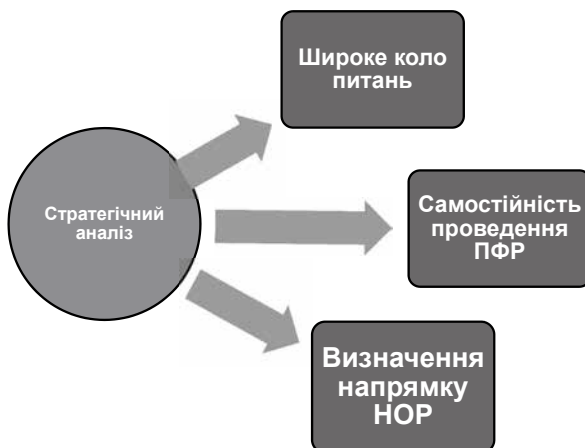 Широке коло
питань
Стратегічний
аналіз
Самостійність
проведення
ПФР
Визначення
напрямку
НОР